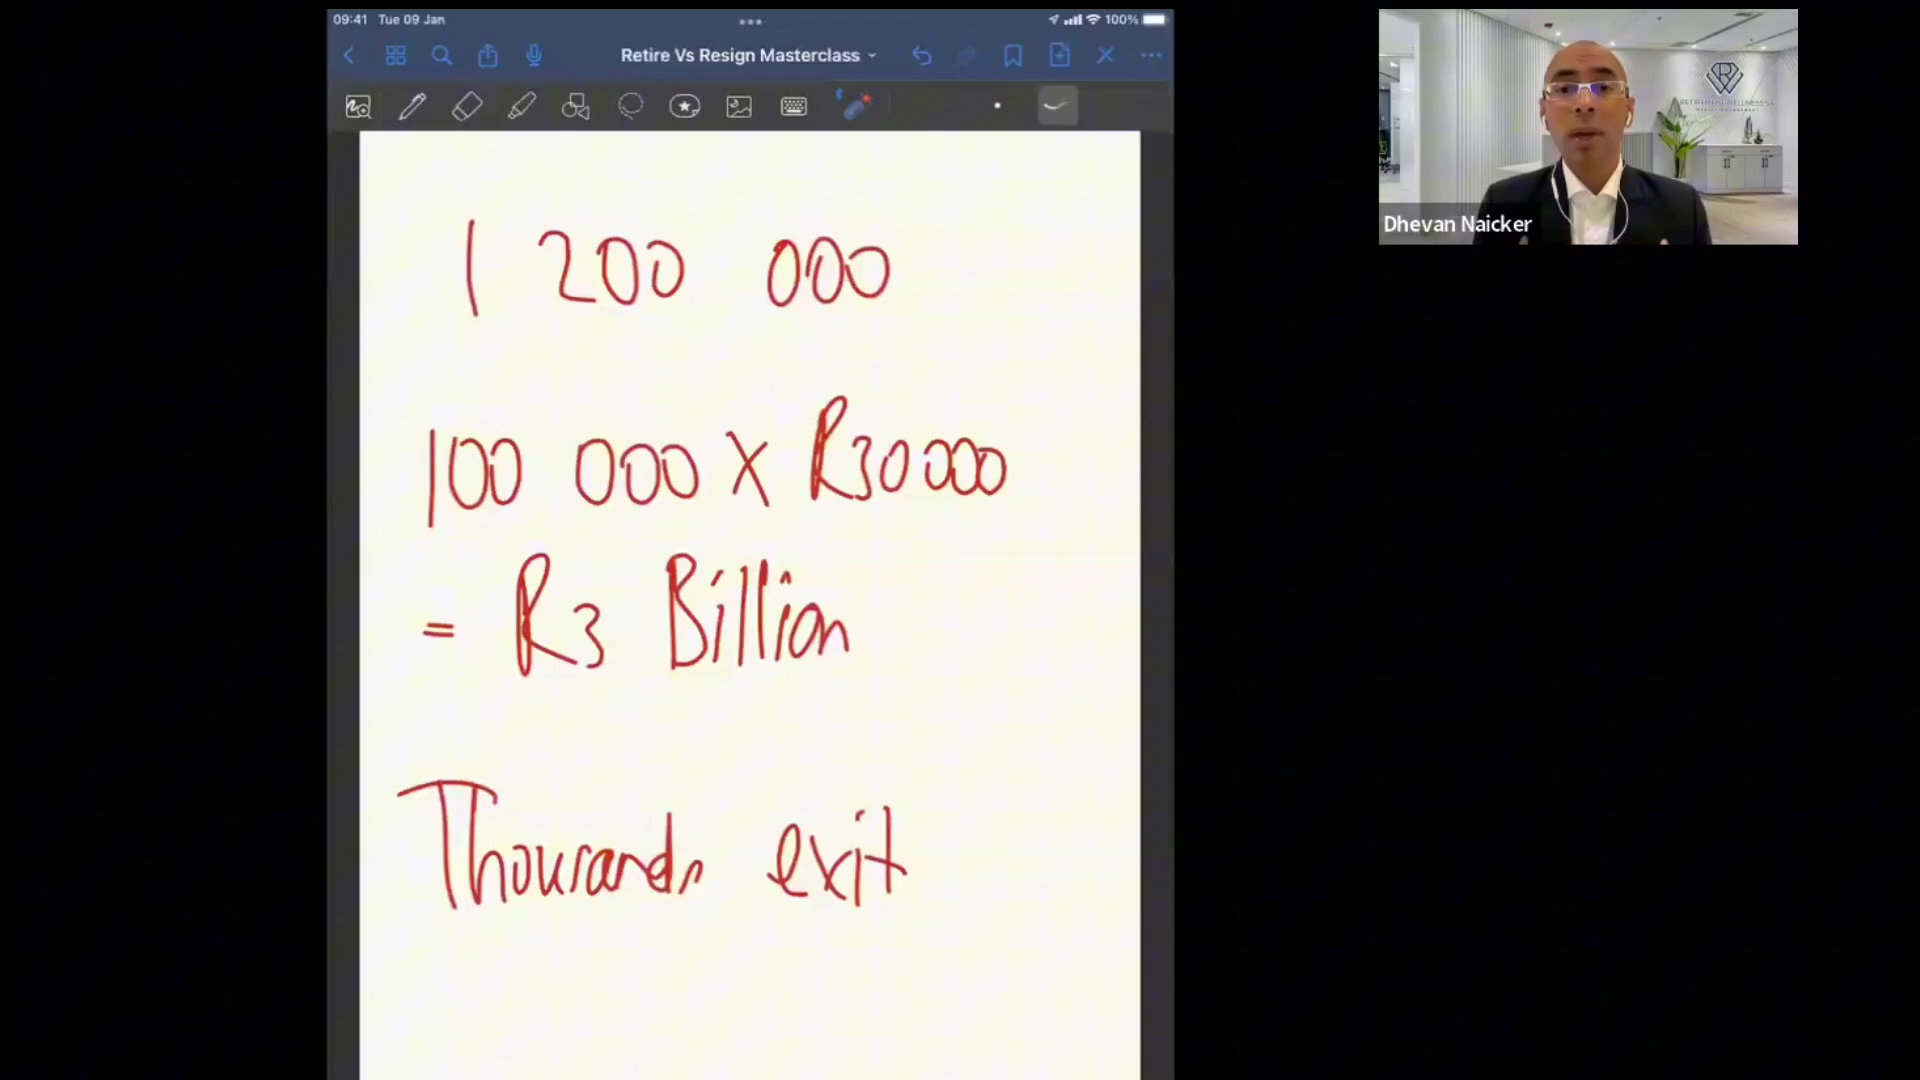 09:41 Tue 09 Jan
100%
Retire Vs Resign Masterclass
1 200 000
100 000 X R30 000
= R3 Billion
Thousands exit
Dhevan Naicker